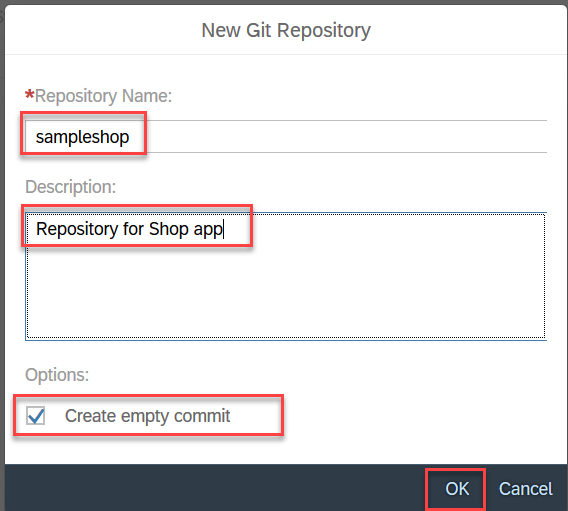 New Git Repository
*Repository Name:
sampleshop
Description:
Repository for Shop app
Options:
Create empty commit
OK Cancel